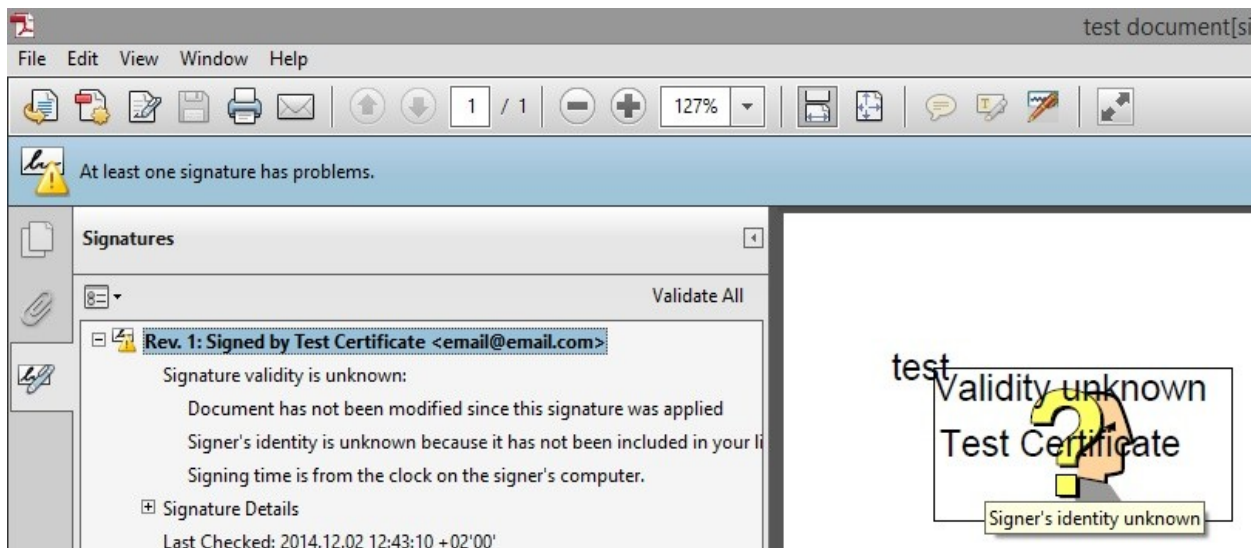 test document[si
File Edit View Window Help
1 / 1 127%
At least one signature has problems.
Signatures
Validate All
Rev. 1: Signed by Test Certificate <email@email.com>
Signature validity is unknown:
Document has not been modified since this signature was applied
Signer's identity is unknown because it has not been included in your li
Signing time is from the clock on the signer's computer.
Signature Details
Last Checked: 2014.12.02 12:43:10 +02'00'
test
Validity unknown
Test Certificate
Signer's identity unknown